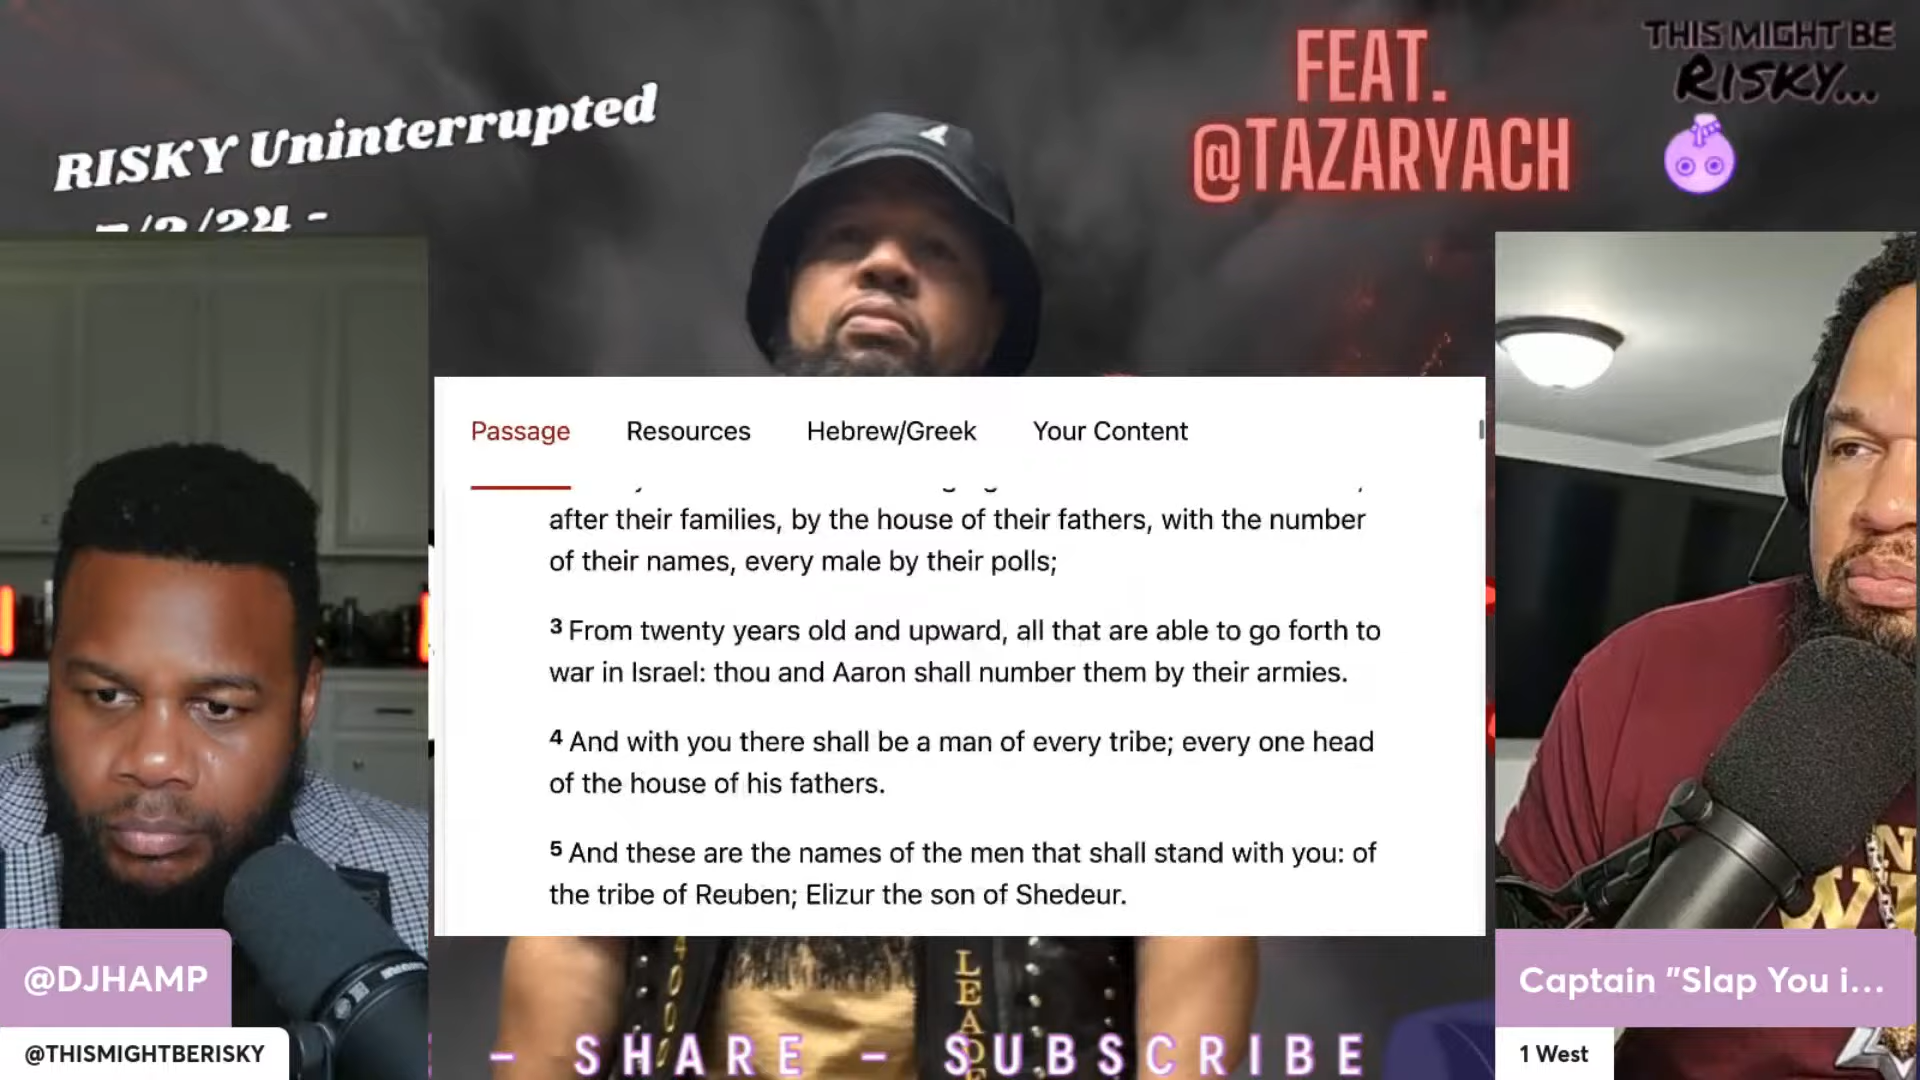 RISKY Uninterrupted
FEAT.
@TAZARYACH
THIS MIGHT BE
RISKY...
Passage
Resources
Hebrew/Greek
Your Content
after their families, by the house of their fathers, with the number
of their names, every male by their polls;
3 From twenty years old and upward, all that are able to go forth to
war in Israel: thou and Aaron shall number them by their armies.
4 And with you there shall be a man of every tribe; every one head
of the house of his fathers.
5 And these are the names of the men that shall stand with you: of
the tribe of Reuben; Elizur the son of Shedeur.
@DJHAMP
@THISMIGHTBERISKY
Captain "Slap You i...
1 West
- SHARE - SUBSCRIBE